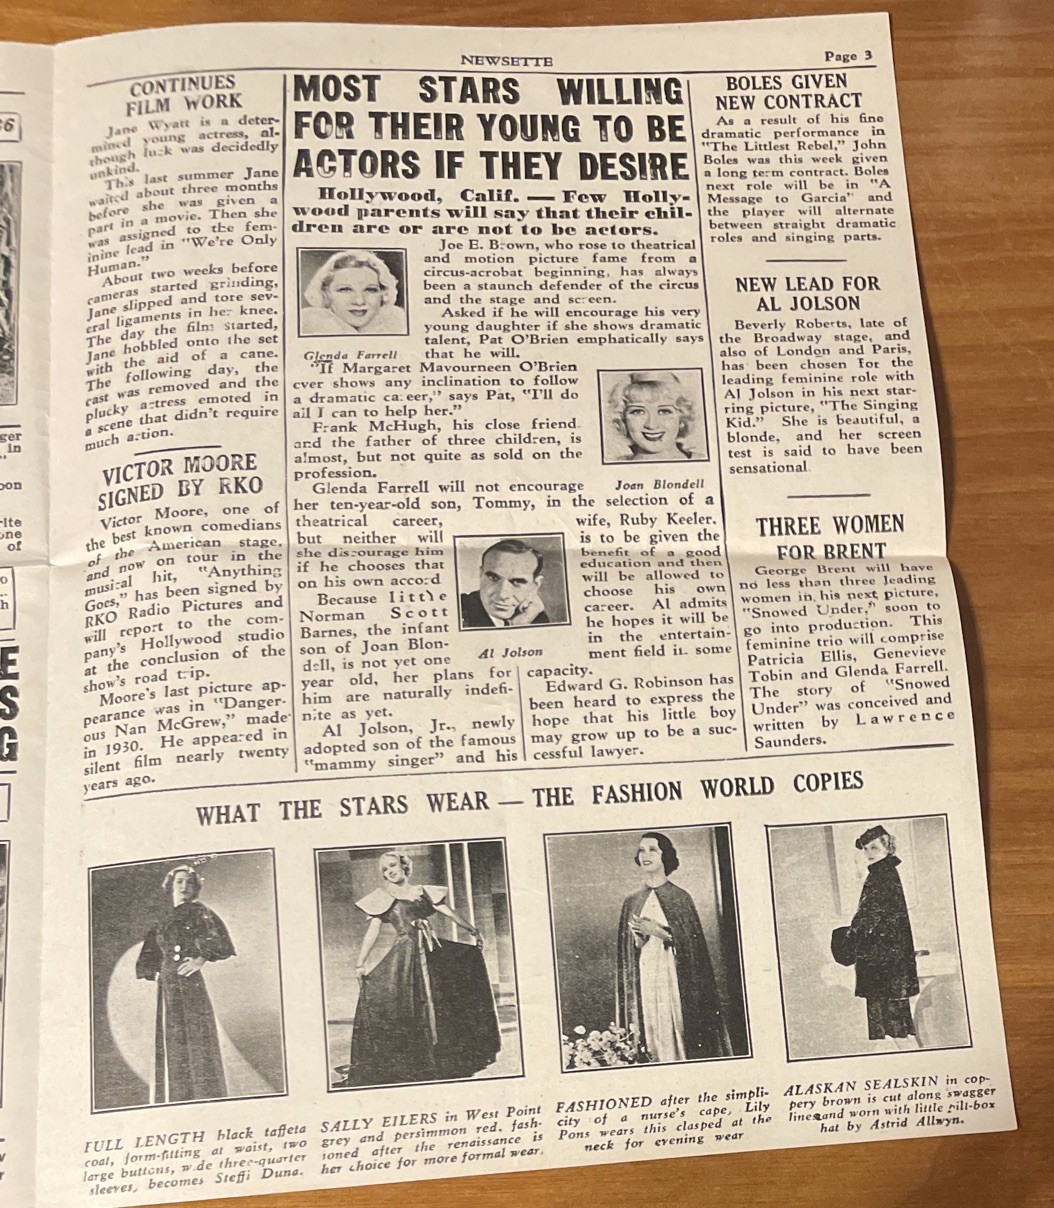 NEWSETTE
Page 3
CONTINUES
FILM WORK
Jane Wyatt is a deter-
mined young actress, al-
though luck was decidedly
unkind.
This last summer Jane
waited about three months
before she was given a
part in a movie. Then she
was assigned to the fem-
inine lead in "We're Only
Human."
About two weeks before
cameras started grinding,
Jane slipped and tore sev-
eral ligaments in her knee.
The day the film started,
Jane hobbled onto the set
with the aid of a cane.
The following day, the
cast was removed and the
plucky actress emoted in
a scene that didn't require
much action.
VICTOR MOORE
SIGNED BY RKO
Victor Moore, one of
the best known comedians
of the American stage,
and now on tour in the
musical hit, "Anything
Goes," has been signed by
RKO Radio Pictures and
will report to the com-
pany's Hollywood studio
at the conclusion of the
show's road trip.
Moore's last picture ap-
pearance was in "Danger-
ous Nan McGrew," made
in 1930. He appeared in
silent film nearly twenty
years ago.
MOST STARS WILLING
FOR THEIR YOUNG TO BE
ACTORS IF THEY DESIRE
Hollywood, Calif. — Few Holly-
wood parents will say that their chil-
dren are or are not to be actors.
Joe E. Brown, who rose to theatrical
and motion picture fame from a
circus-acrobat beginning, has always
been a staunch defender of the circus
and the stage and screen.
Asked if he will encourage his very
young daughter if she shows dramatic
talent, Pat O'Brien emphatically says
that he will.
Glenda Farrell
"If Margaret Mavourneen O'Brien
ever shows any inclination to follow
a dramatic career," says Pat, "I'll do
all I can to help her."
Frank McHugh, his close friend
and the father of three children, is
almost, but not quite as sold on the
profession.
Joan Blondell
Glenda Farrell will not encourage
her ten-year-old son, Tommy, in the selection of a
theatrical career,
but neither will
she discourage him
if he chooses that
on his own accord
Because little
Norman Scott
Barnes, the infant
son of Joan Blon-
dell, is not yet one
year old, her plans for
him are naturally indefi-
nite as yet.
Al Jolson, Jr., newly
adopted son of the famous
"mammy singer" and his
Al Jolson
wife, Ruby Keeler,
is to be given the
benefit of a good
education and then
will be allowed to
choose his own
career. Al admits
he hopes it will be
in the entertain-
ment field in some
capacity.
Edward G. Robinson has
been heard to express the
hope that his little boy
may grow up to be a suc-
cessful lawyer.
BOLES GIVEN
NEW CONTRACT
As a result of his fine
dramatic performance in
"The Littlest Rebel," John
Boles was this week given
a long term contract. Boles
next role will be in "A
Message to Garcia" and
the player will alternate
between straight dramatic
roles and singing parts.
NEW LEAD FOR
AL JOLSON
Beverly Roberts, late of
the Broadway stage, and
also of London and Paris,
has been chosen for the
leading feminine role with
Al Jolson in his next star-
ring picture, "The Singing
Kid." She is beautiful, a
blonde, and her screen
test is said to have been
sensational
THREE WOMEN
FOR BRENT
George Brent will have
no less than three leading
women in his next picture,
"Snowed Under," soon to
go into production. This
feminine trio will comprise
Patricia Ellis, Genevieve
Tobin and Glenda Farrell.
The story of "Snowed
Under" was conceived and
written by Lawrence
Saunders.
WHAT THE STARS WEAR — THE FASHION WORLD COPIES
FULL LENGTH black taffeta
coat, form-fitting at waist, two
large buttons, wide three-quarter
sleeves, becomes Steffi Duna.
SALLY EILERS in West Point
grey and persimmon red, fash-
ioned after the renaissance is
her choice for more formal wear.
FASHIONED after the simpli-
city of a nurse's cape, Lily
Pons wears this clasped at the
neck for evening wear
ALASKAN SEALSKIN in cop-
pery brown is cut along swagger
lines and worn with little pill-box
hat by Astrid Allwyn.